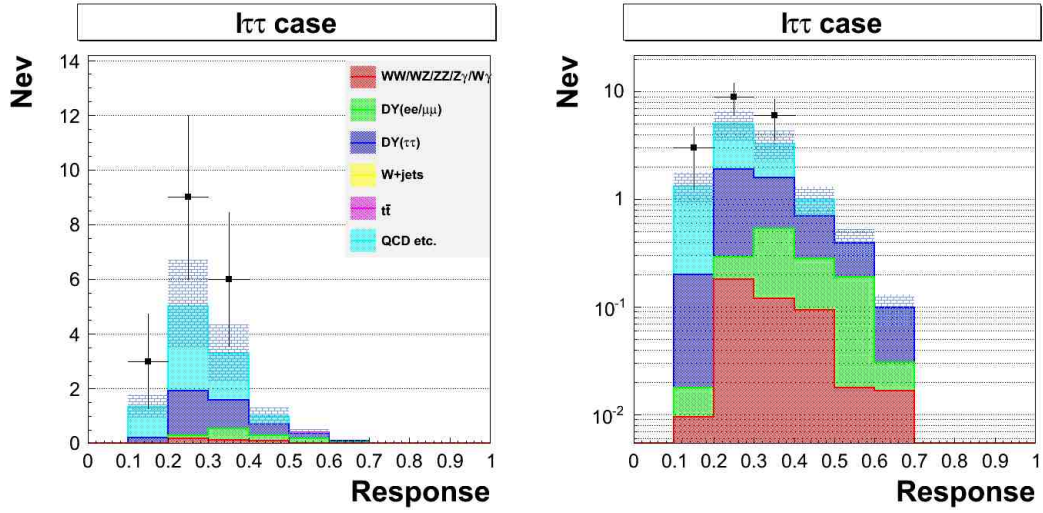 lττ case
Nev
14
12
10
8
6
4
2
0
WW/WZ/ZZ/Zγ/Wγ
DY(ee/μμ)
DY(ττ)
W+jets
tt̄
QCD etc.
0 0.1 0.2 0.3 0.4 0.5 0.6 0.7 0.8 0.9 1
Response
lττ case
Nev
10
1
10⁻¹
10⁻²
0 0.1 0.2 0.3 0.4 0.5 0.6 0.7 0.8 0.9 1
Response